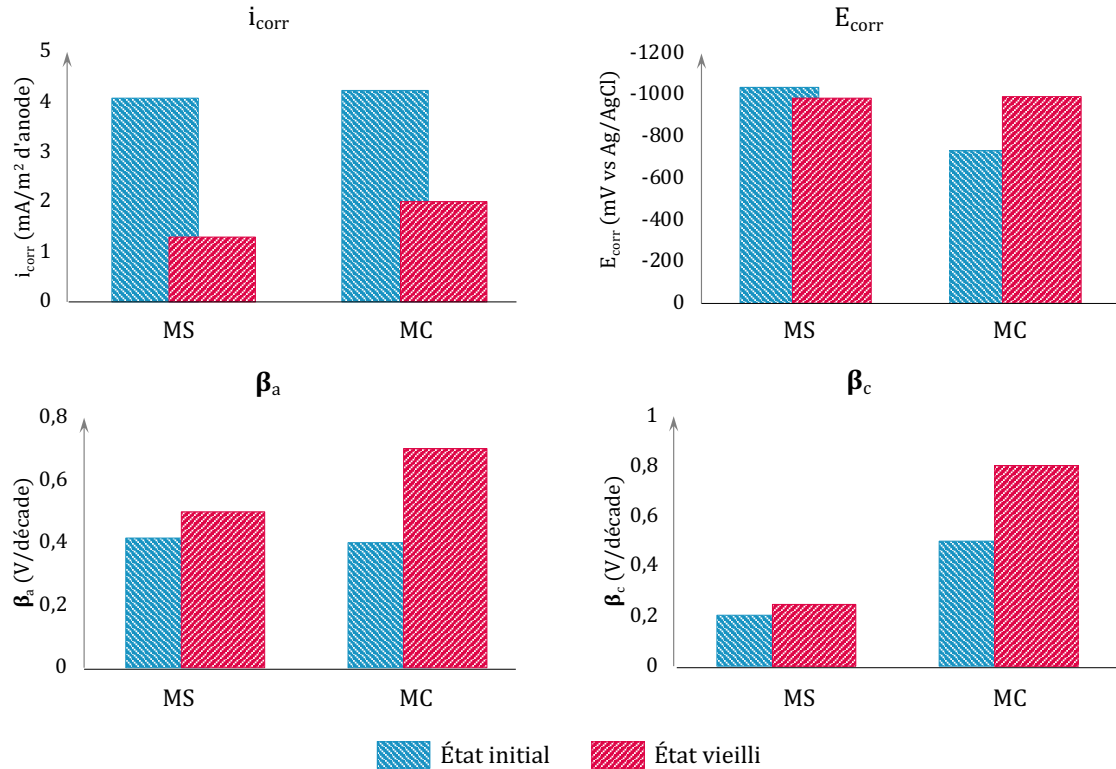 i_corr
i_corr (mA/m² d'anode)
5
4
3
2
1
0
MS
MC
E_corr
E_corr (mV vs Ag/AgCl)
-1200
-1000
-800
-600
-400
-200
0
MS
MC
β_a
β_a (V/décade)
0,8
0,6
0,4
0,2
0
MS
MC
β_c
β_c (V/décade)
1
0,8
0,6
0,4
0,2
0
MS
MC
État initial
État vieilli